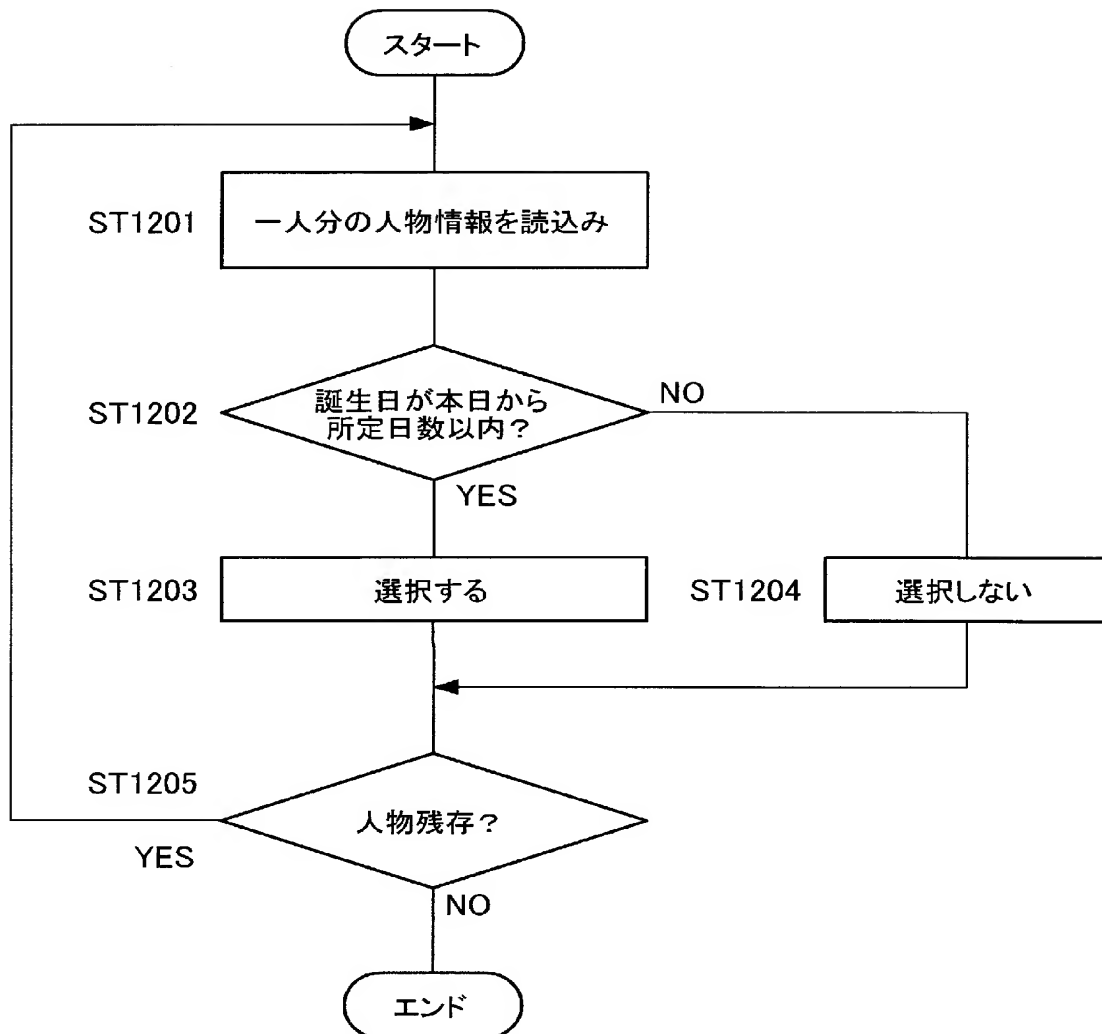 スタート
ST1201
一人分の人物情報を読込み
ST1202
誕生日が本日から
所定日数以内?
NO
YES
ST1203
選択する
ST1204
選択しない
ST1205
人物残存?
YES
NO
エンド